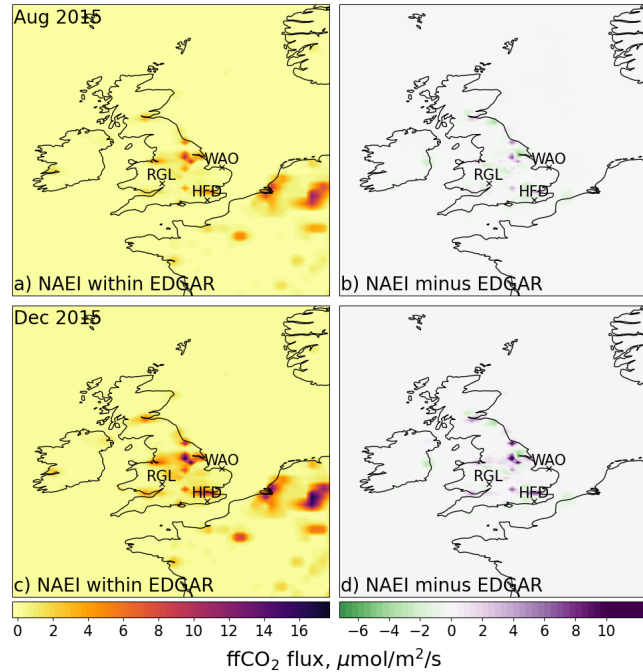 Aug 2015
WAO
RGL
HFD
a) NAEI within EDGAR
WAO
RGL
HFD
b) NAEI minus EDGAR
Dec 2015
WAO
RGL
HFD
c) NAEI within EDGAR
WAO
RGL
HFD
d) NAEI minus EDGAR
0 2 4 6 8 10 12 14 16
−6 −4 −2 0 2 4 6 8 10
ffCO₂ flux, μmol/m²/s